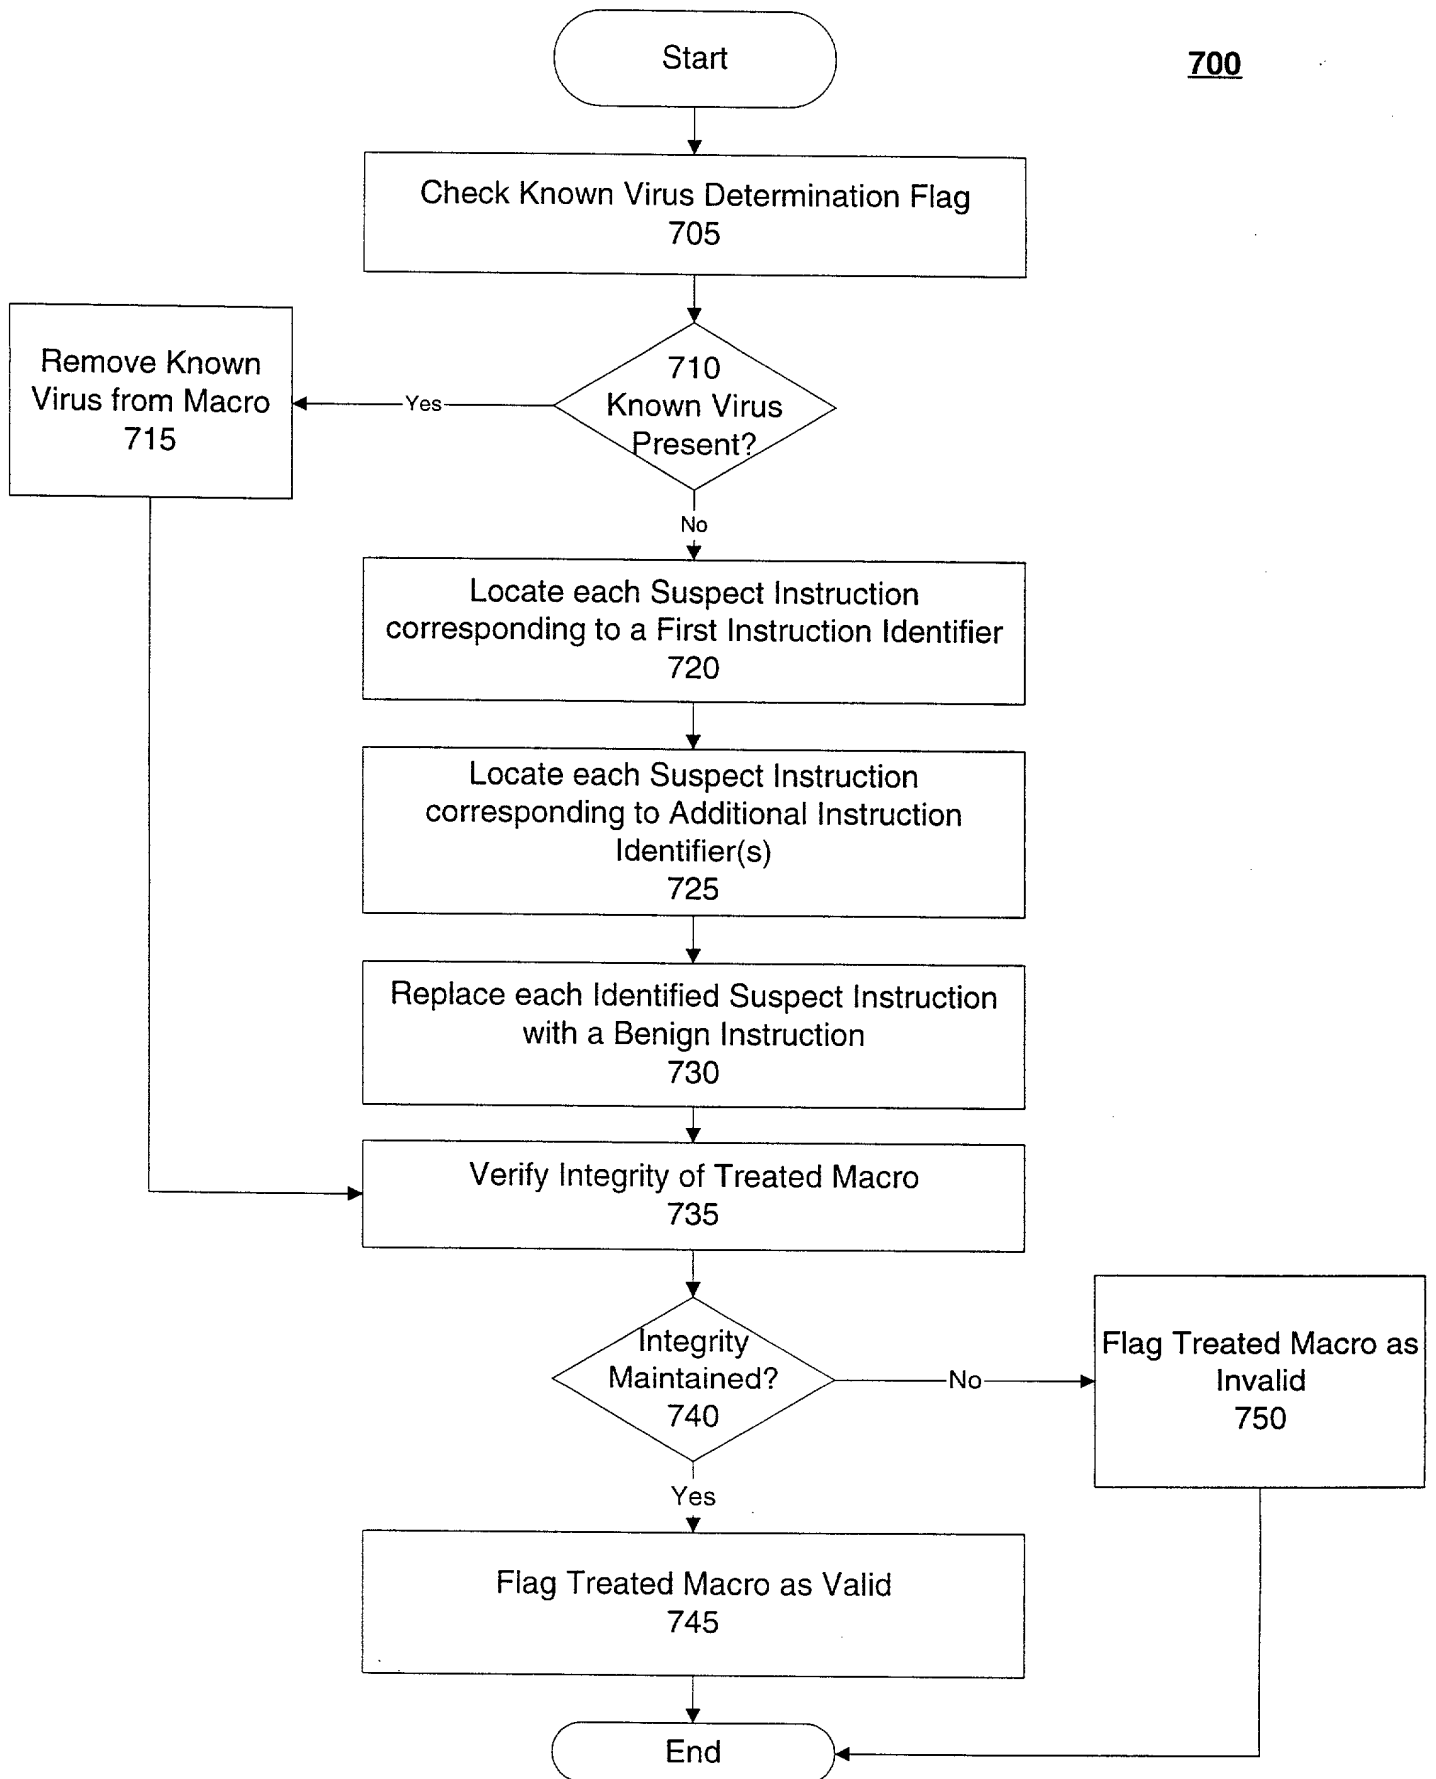 Start
700
Check Known Virus Determination Flag
705
Remove Known
Virus from Macro
715
Yes
710
Known Virus
Present?
No
Locate each Suspect Instruction
corresponding to a First Instruction Identifier
720
Locate each Suspect Instruction
corresponding to Additional Instruction
Identifier(s)
725
Replace each Identified Suspect Instruction
with a Benign Instruction
730
Verify Integrity of Treated Macro
735
Integrity
Maintained?
740
No
Flag Treated Macro as
Invalid
750
Yes
Flag Treated Macro as Valid
745
End